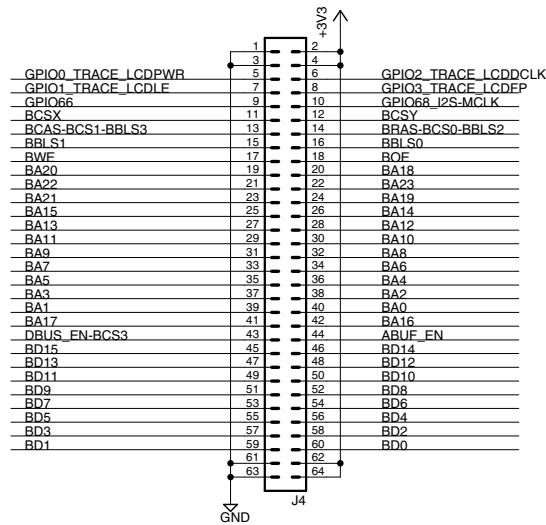 +3V3
1 2
3 4
GPIO0_TRACE_LCDPWR 5 6 GPIO2_TRACE_LCDDCLK
GPIO1_TRACE_LCDLE 7 8 GPIO3_TRACE_LCDFP
GPIO66 9 10 GPIO68_I2S-MCLK
BCSX 11 12 BCSY
BCAS-BCS1-BBLS3 13 14 BRAS-BCS0-BBLS2
BBLS1 15 16 BBLS0
BWE 17 18 BOE
BA20 19 20 BA18
BA22 21 22 BA23
BA21 23 24 BA19
BA15 25 26 BA14
BA13 27 28 BA12
BA11 29 30 BA10
BA9 31 32 BA8
BA7 33 34 BA6
BA5 35 36 BA4
BA3 37 38 BA2
BA1 39 40 BA0
BA17 41 42 BA16
DBUS_EN-BCS3 43 44 ABUF_EN
BD15 45 46 BD14
BD13 47 48 BD12
BD11 49 50 BD10
BD9 51 52 BD8
BD7 53 54 BD6
BD5 55 56 BD4
BD3 57 58 BD2
BD1 59 60 BD0
61 62
63 64
J4
GND